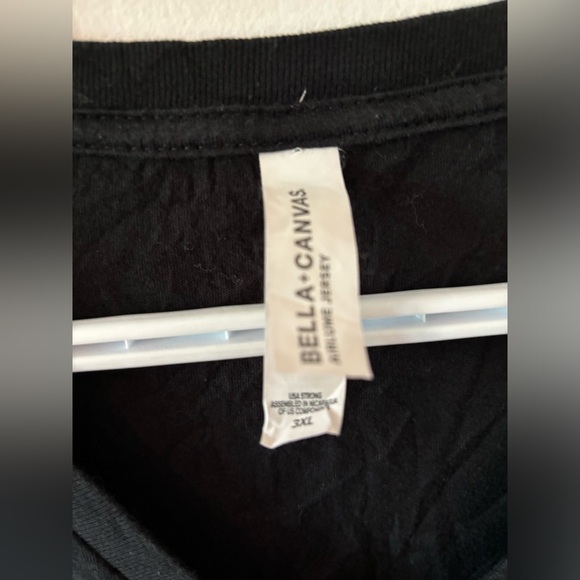 BELLA+CANVAS
AIRLUME JERSEY
USA STRONG
ASSEMBLED IN NICARAGUA
OF US COMPONENTS
3XL